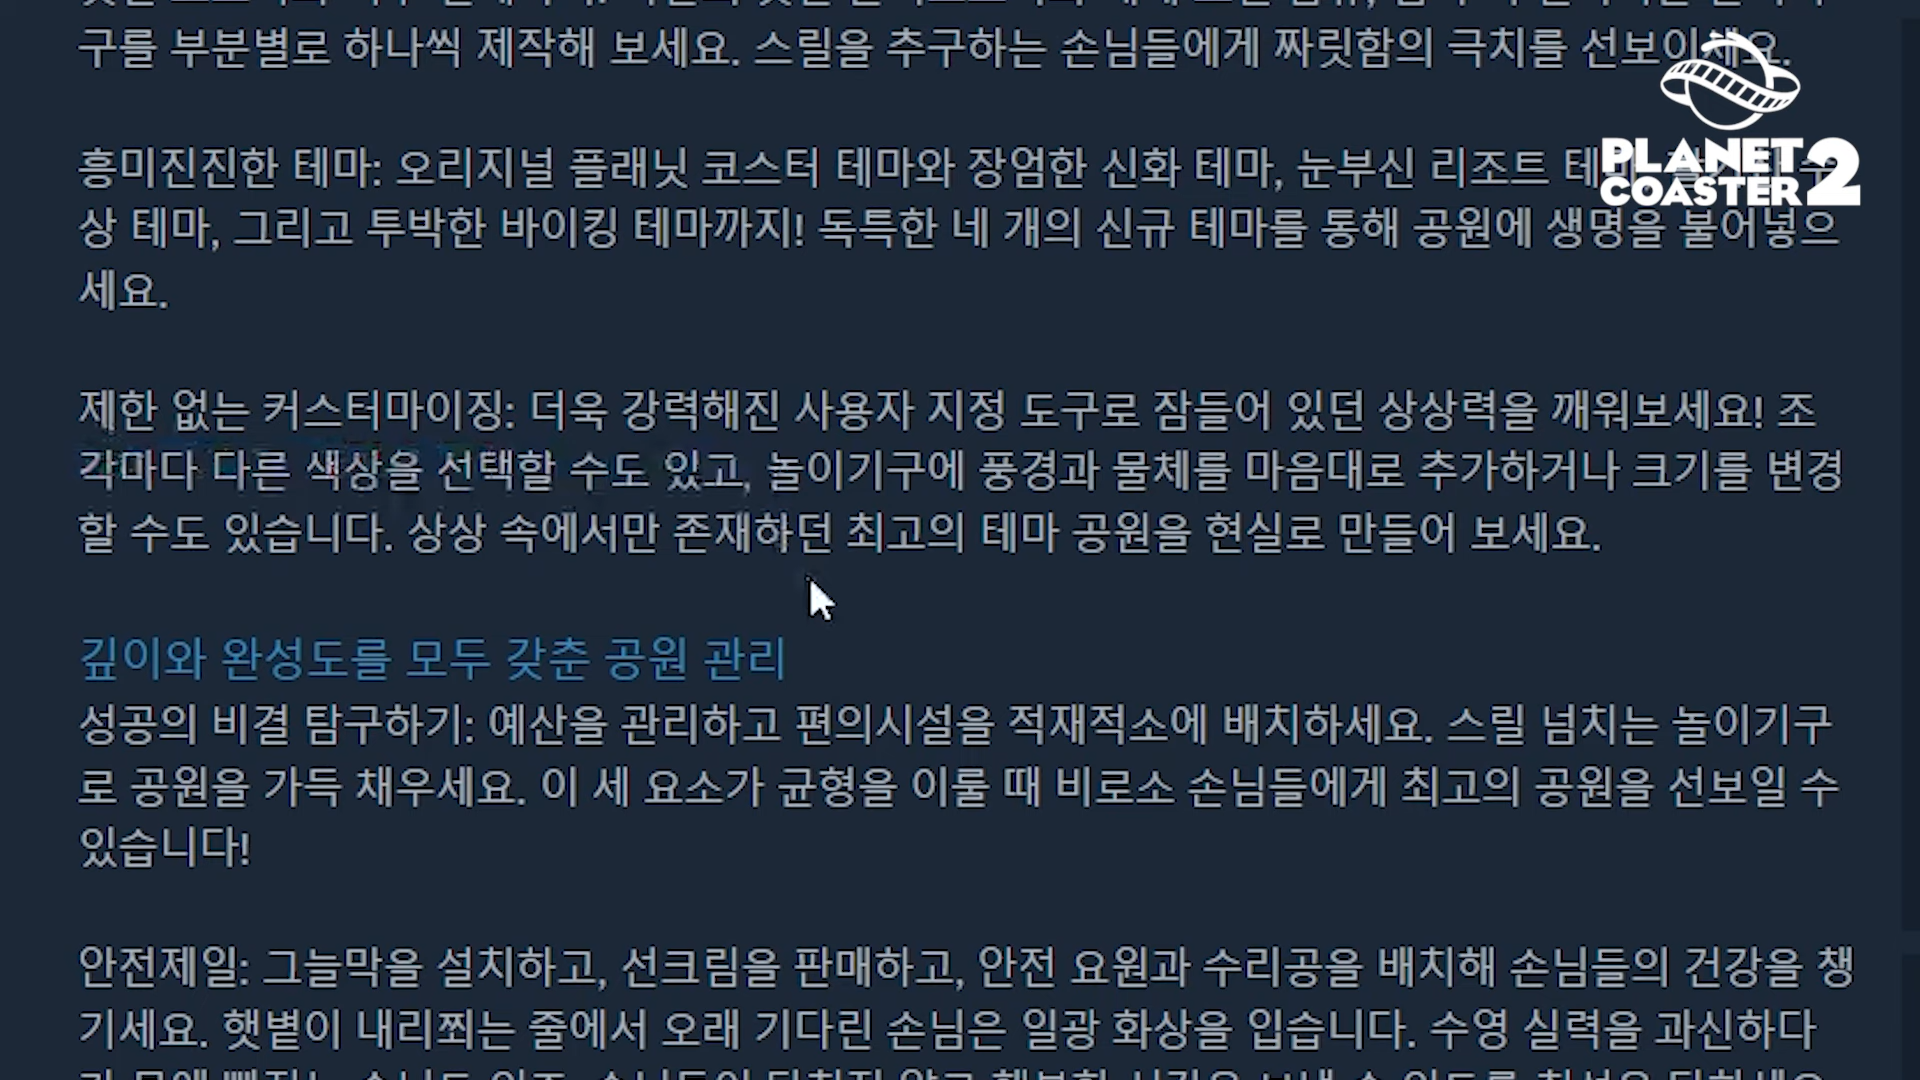 구를 부분별로 하나씩 제작해 보세요. 스릴을 추구하는 손님들에게 짜릿함의 극치를 선보이세요.
PLANET COASTER 2
흥미진진한 테마: 오리지널 플래닛 코스터 테마와 장엄한 신화 테마, 눈부신 리조트 테마,
상 테마, 그리고 투박한 바이킹 테마까지! 독특한 네 개의 신규 테마를 통해 공원에 생명을 불어넣으
세요.
제한 없는 커스터마이징: 더욱 강력해진 사용자 지정 도구로 잠들어 있던 상상력을 깨워보세요! 조
각마다 다른 색상을 선택할 수도 있고, 놀이기구에 풍경과 물체를 마음대로 추가하거나 크기를 변경
할 수도 있습니다. 상상 속에서만 존재하던 최고의 테마 공원을 현실로 만들어 보세요.
깊이와 완성도를 모두 갖춘 공원 관리
성공의 비결 탐구하기: 예산을 관리하고 편의시설을 적재적소에 배치하세요. 스릴 넘치는 놀이기구
로 공원을 가득 채우세요. 이 세 요소가 균형을 이룰 때 비로소 손님들에게 최고의 공원을 선보일 수
있습니다!
안전제일: 그늘막을 설치하고, 선크림을 판매하고, 안전 요원과 수리공을 배치해 손님들의 건강을 챙
기세요. 햇볕이 내리쬐는 줄에서 오래 기다린 손님은 일광 화상을 입습니다. 수영 실력을 과신하다